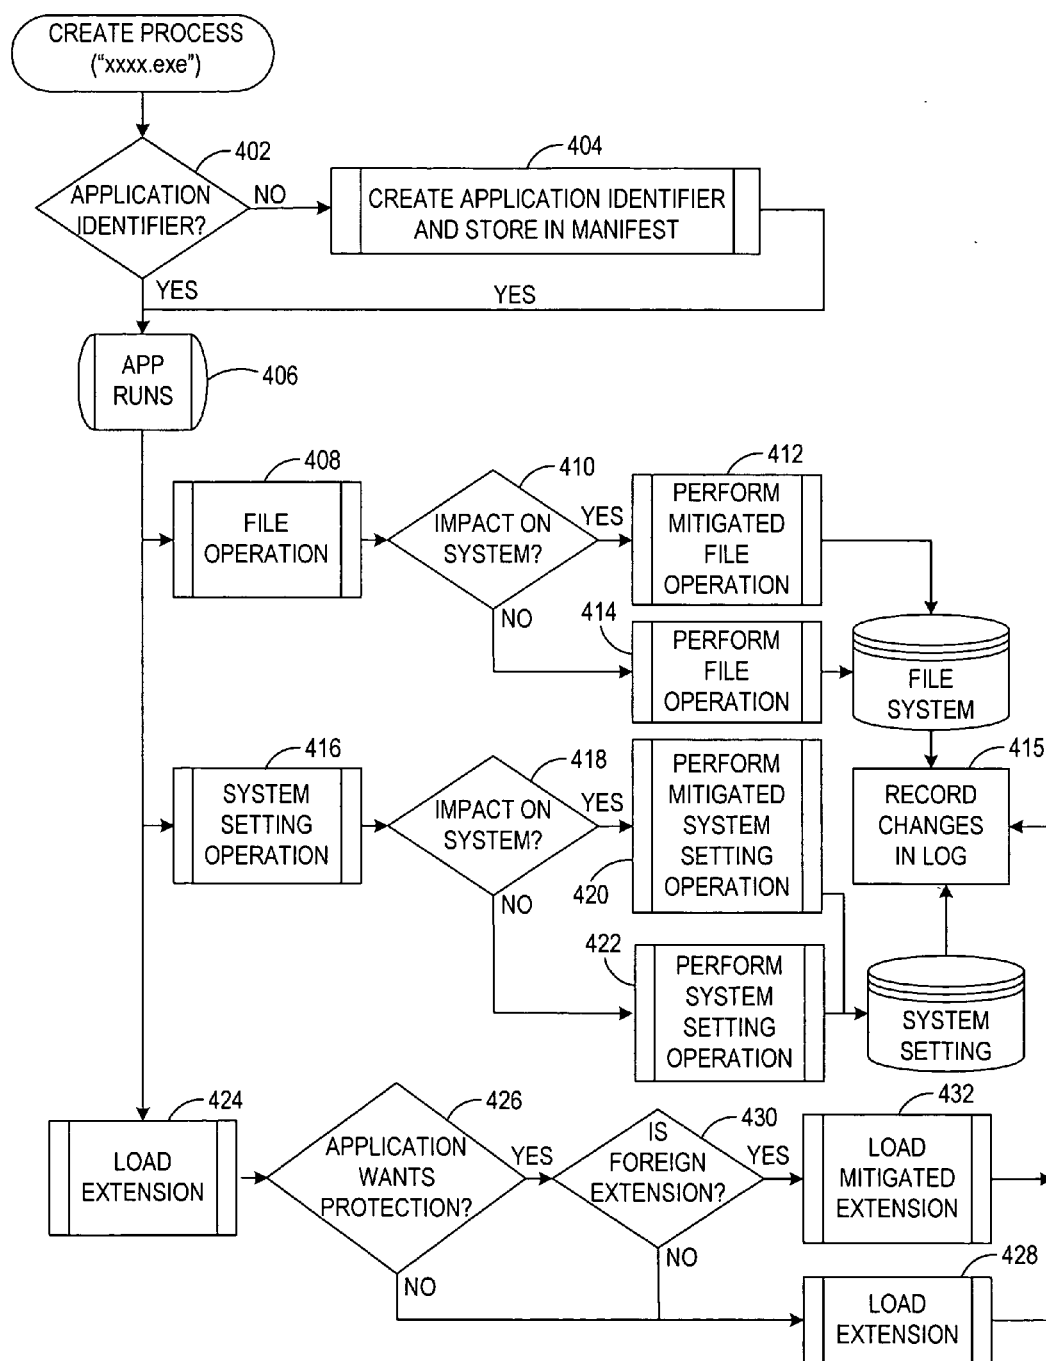 CREATE PROCESS
("xxxx.exe")
402
APPLICATION
IDENTIFIER?
NO
404
CREATE APPLICATION IDENTIFIER
AND STORE IN MANIFEST
YES
YES
APP
RUNS
406
408
FILE
OPERATION
410
IMPACT ON
SYSTEM?
YES
NO
412
PERFORM
MITIGATED
FILE
OPERATION
414
PERFORM
FILE
OPERATION
FILE
SYSTEM
415
RECORD
CHANGES
IN LOG
416
SYSTEM
SETTING
OPERATION
418
IMPACT ON
SYSTEM?
YES
NO
PERFORM
MITIGATED
SYSTEM
SETTING
OPERATION
420
422
PERFORM
SYSTEM
SETTING
OPERATION
SYSTEM
SETTING
424
LOAD
EXTENSION
426
APPLICATION
WANTS
PROTECTION?
YES
NO
430
IS
FOREIGN
EXTENSION?
YES
NO
432
LOAD
MITIGATED
EXTENSION
428
LOAD
EXTENSION